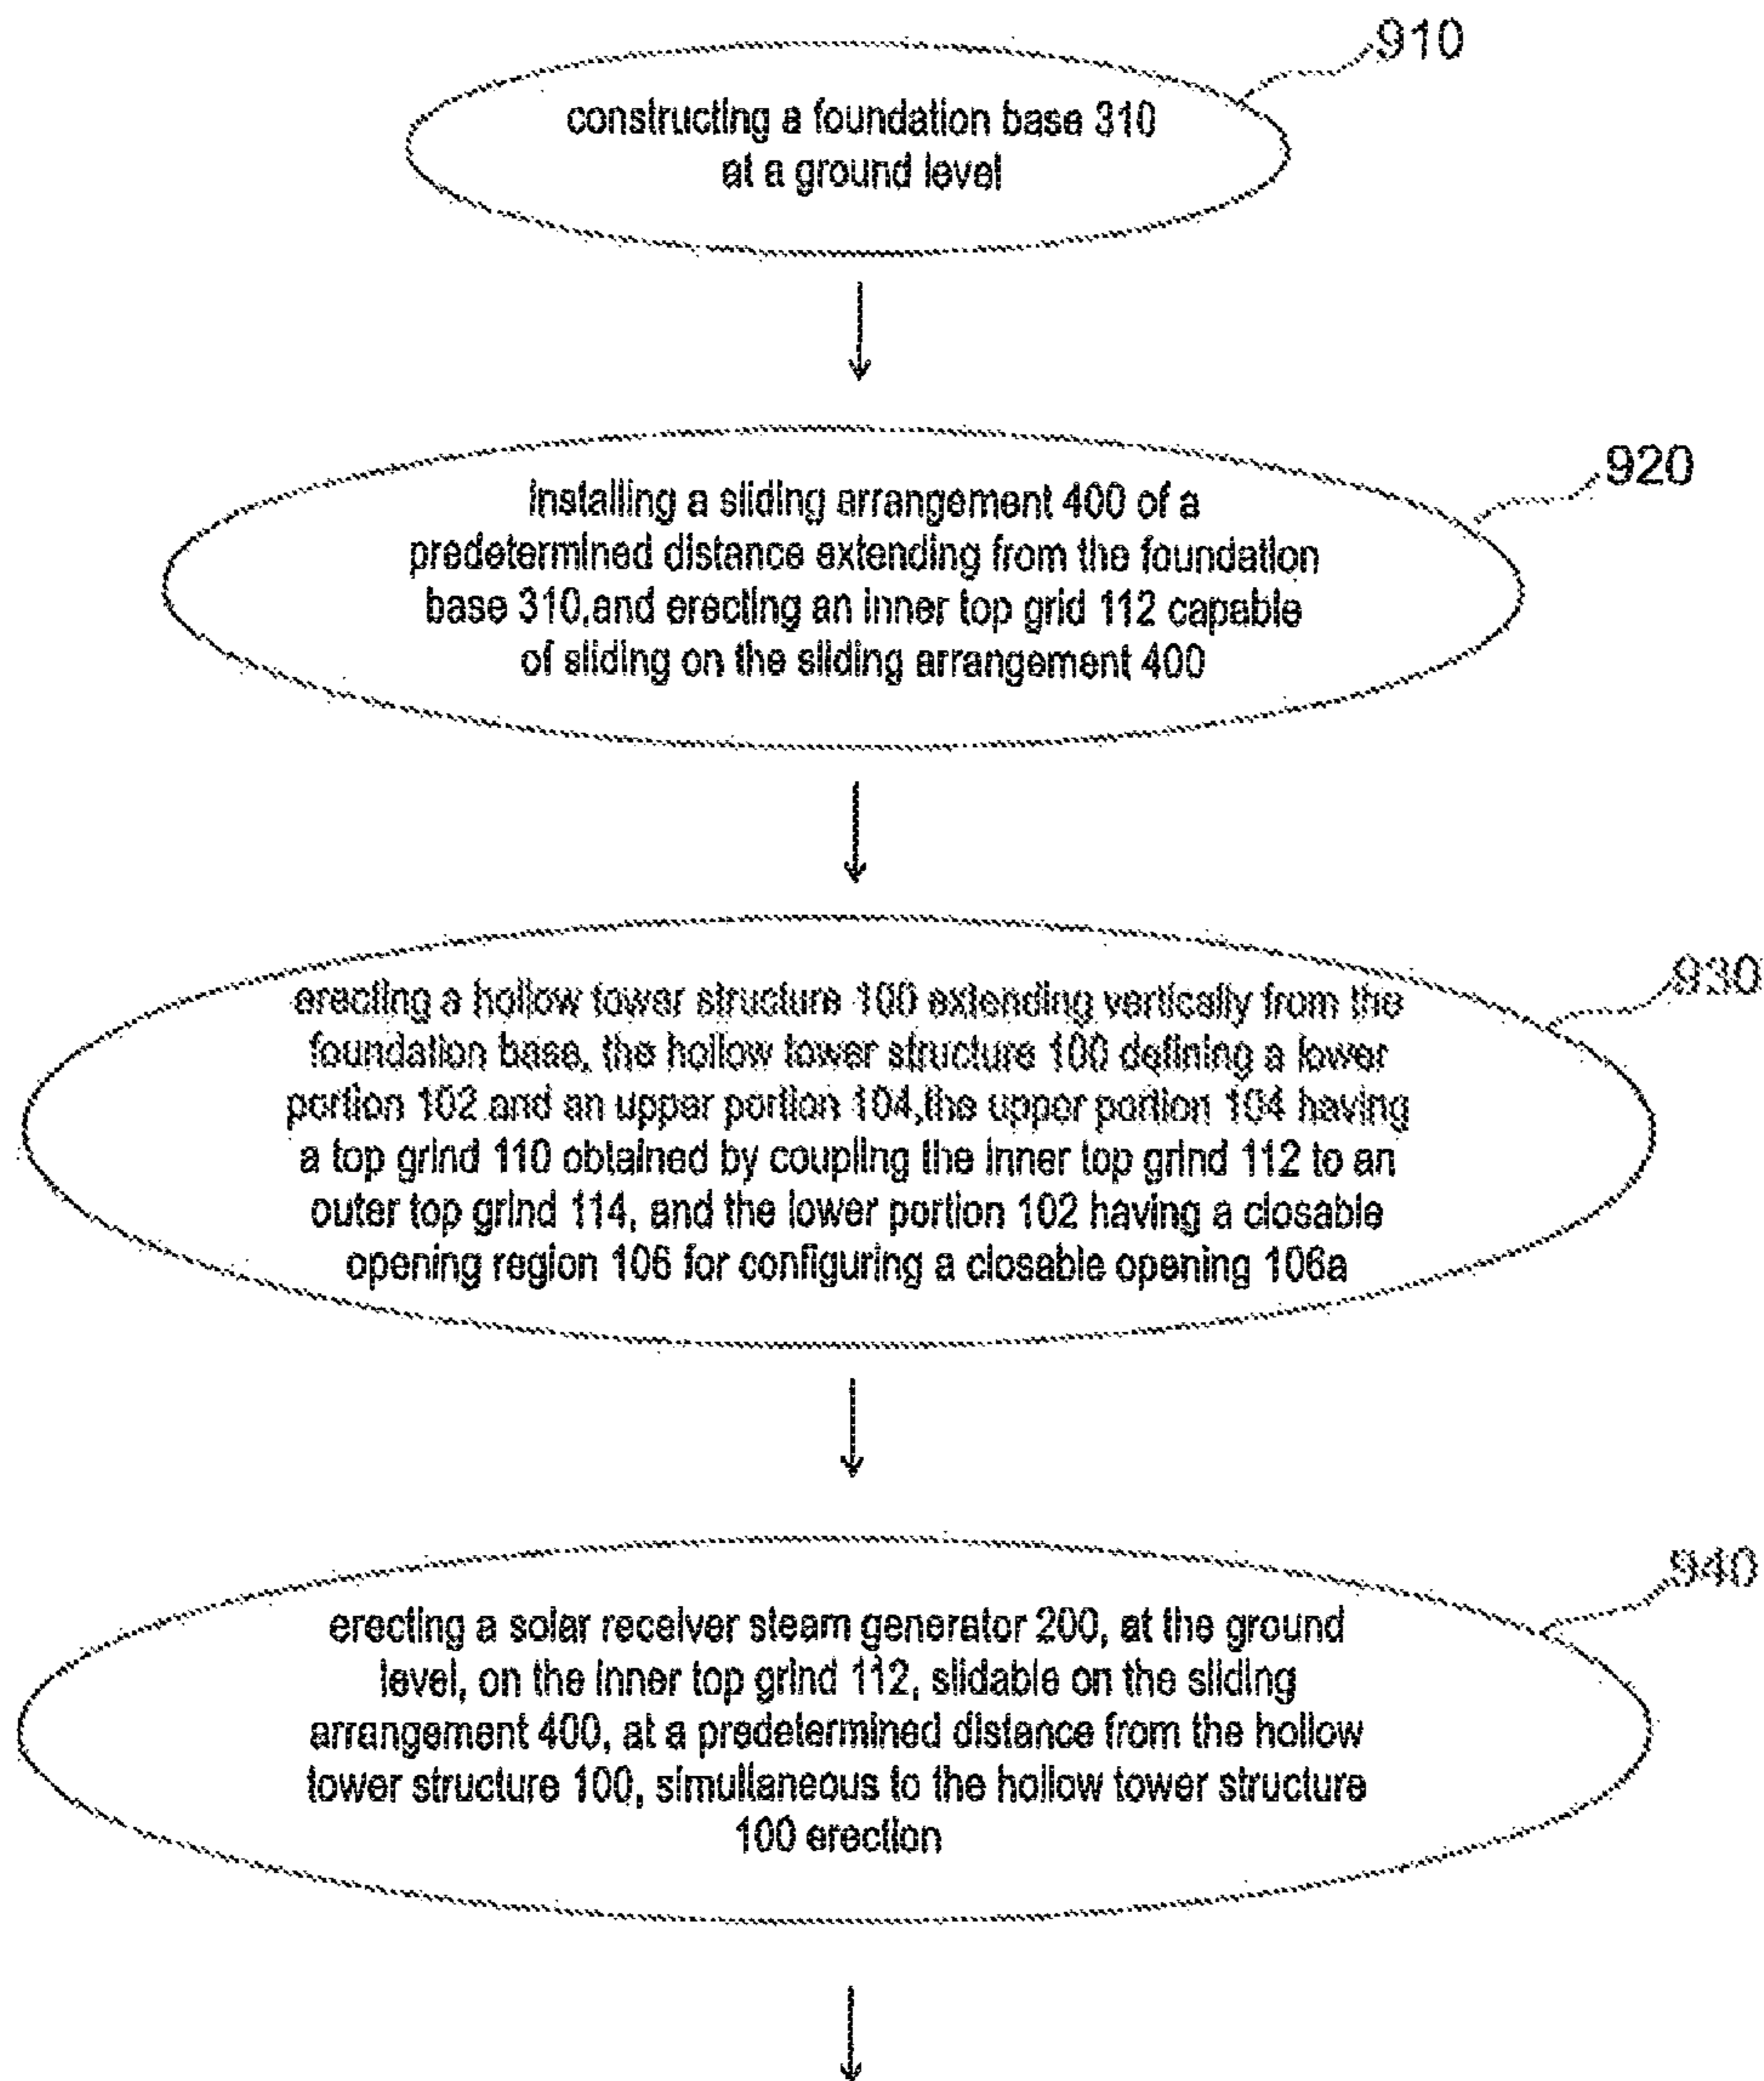 910
constructing a foundation base 310
at a ground level
920
installing a sliding arrangement 400 of a
predetermined distance extending from the foundation
base 310,and erecting an inner top grid 112 capable
of sliding on the sliding arrangement 400
930
erecting a hollow tower structure 100 extending vertically from the
foundation base, the hollow tower structure 100 defining a lower
portion 102 and an upper portion 104,the upper portion 104 having
a top grind 110 obtained by coupling the inner top grind 112 to an
outer top grind 114, and the lower portion 102 having a closable
opening region 106 for configuring a closable opening 106a
940
erecting a solar receiver steam generator 200, at the ground
level, on the inner top grind 112, slidable on the sliding
arrangement 400, at a predetermined distance from the hollow
tower structure 100, simultaneous to the hollow tower structure
100 erection